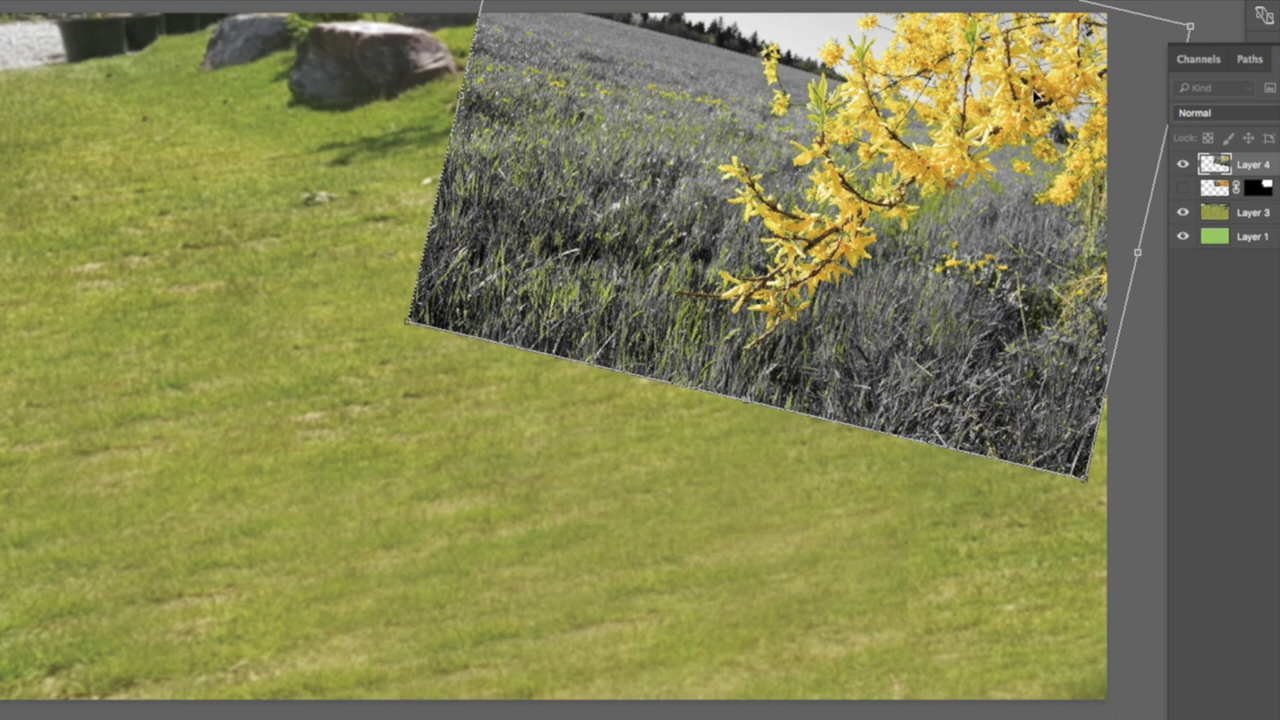 Channels Paths
Kind
Normal
Lock:
Layer 4
Layer 3
Layer 1